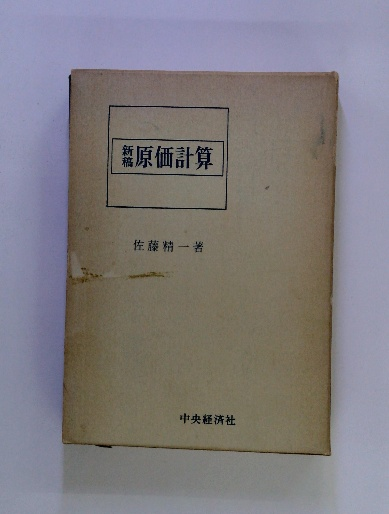 新稿 原価計算
佐藤精一著
中央経済社